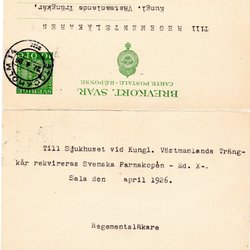 Till REGEMENTSLÄKAREN
Kungl. Västmanlands Trängkår.
BREVKORT. SVAR
CARTE POSTALE-RÉPONSE
SVERIGE
Till Sjukhuset vid Kungl. Västmanlands Träng-
kår rekvireras Svenska Farmakopén - Ed. X-.
Sala den april 1926.
Regementsläkare